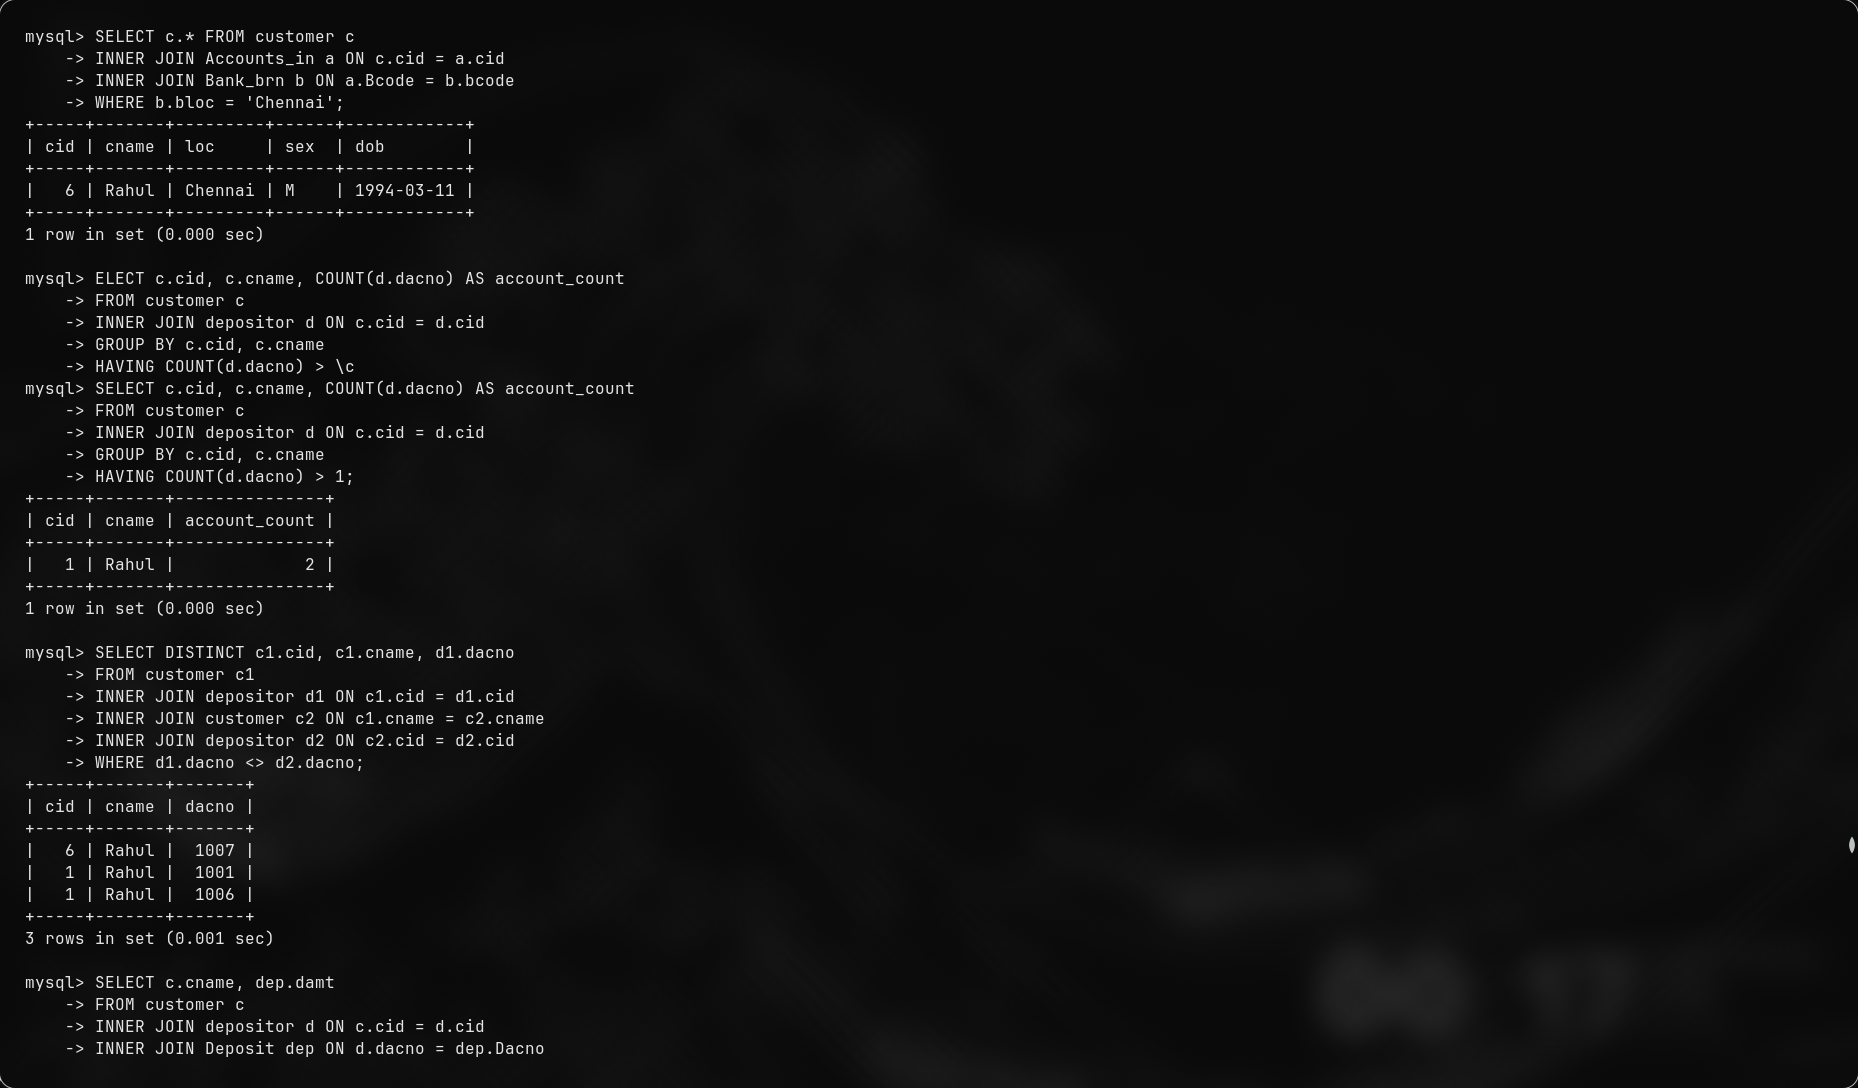 mysql> SELECT c.* FROM customer c
    -> INNER JOIN Accounts_in a ON c.cid = a.cid
    -> INNER JOIN Bank_brn b ON a.Bcode = b.bcode
    -> WHERE b.bloc = 'Chennai';
+-----+-------+---------+------+------------+
| cid | cname | loc     | sex  | dob        |
+-----+-------+---------+------+------------+
|   6 | Rahul | Chennai | M    | 1994-03-11 |
+-----+-------+---------+------+------------+
1 row in set (0.000 sec)

mysql> ELECT c.cid, c.cname, COUNT(d.dacno) AS account_count
    -> FROM customer c
    -> INNER JOIN depositor d ON c.cid = d.cid
    -> GROUP BY c.cid, c.cname
    -> HAVING COUNT(d.dacno) > \c
mysql> SELECT c.cid, c.cname, COUNT(d.dacno) AS account_count
    -> FROM customer c
    -> INNER JOIN depositor d ON c.cid = d.cid
    -> GROUP BY c.cid, c.cname
    -> HAVING COUNT(d.dacno) > 1;
+-----+-------+---------------+
| cid | cname | account_count |
+-----+-------+---------------+
|   1 | Rahul |             2 |
+-----+-------+---------------+
1 row in set (0.000 sec)

mysql> SELECT DISTINCT c1.cid, c1.cname, d1.dacno
    -> FROM customer c1
    -> INNER JOIN depositor d1 ON c1.cid = d1.cid
    -> INNER JOIN customer c2 ON c1.cname = c2.cname
    -> INNER JOIN depositor d2 ON c2.cid = d2.cid
    -> WHERE d1.dacno <> d2.dacno;
+-----+-------+-------+
| cid | cname | dacno |
+-----+-------+-------+
|   6 | Rahul |  1007 |
|   1 | Rahul |  1001 |
|   1 | Rahul |  1006 |
+-----+-------+-------+
3 rows in set (0.001 sec)

mysql> SELECT c.cname, dep.damt
    -> FROM customer c
    -> INNER JOIN depositor d ON c.cid = d.cid
    -> INNER JOIN Deposit dep ON d.dacno = dep.Dacno